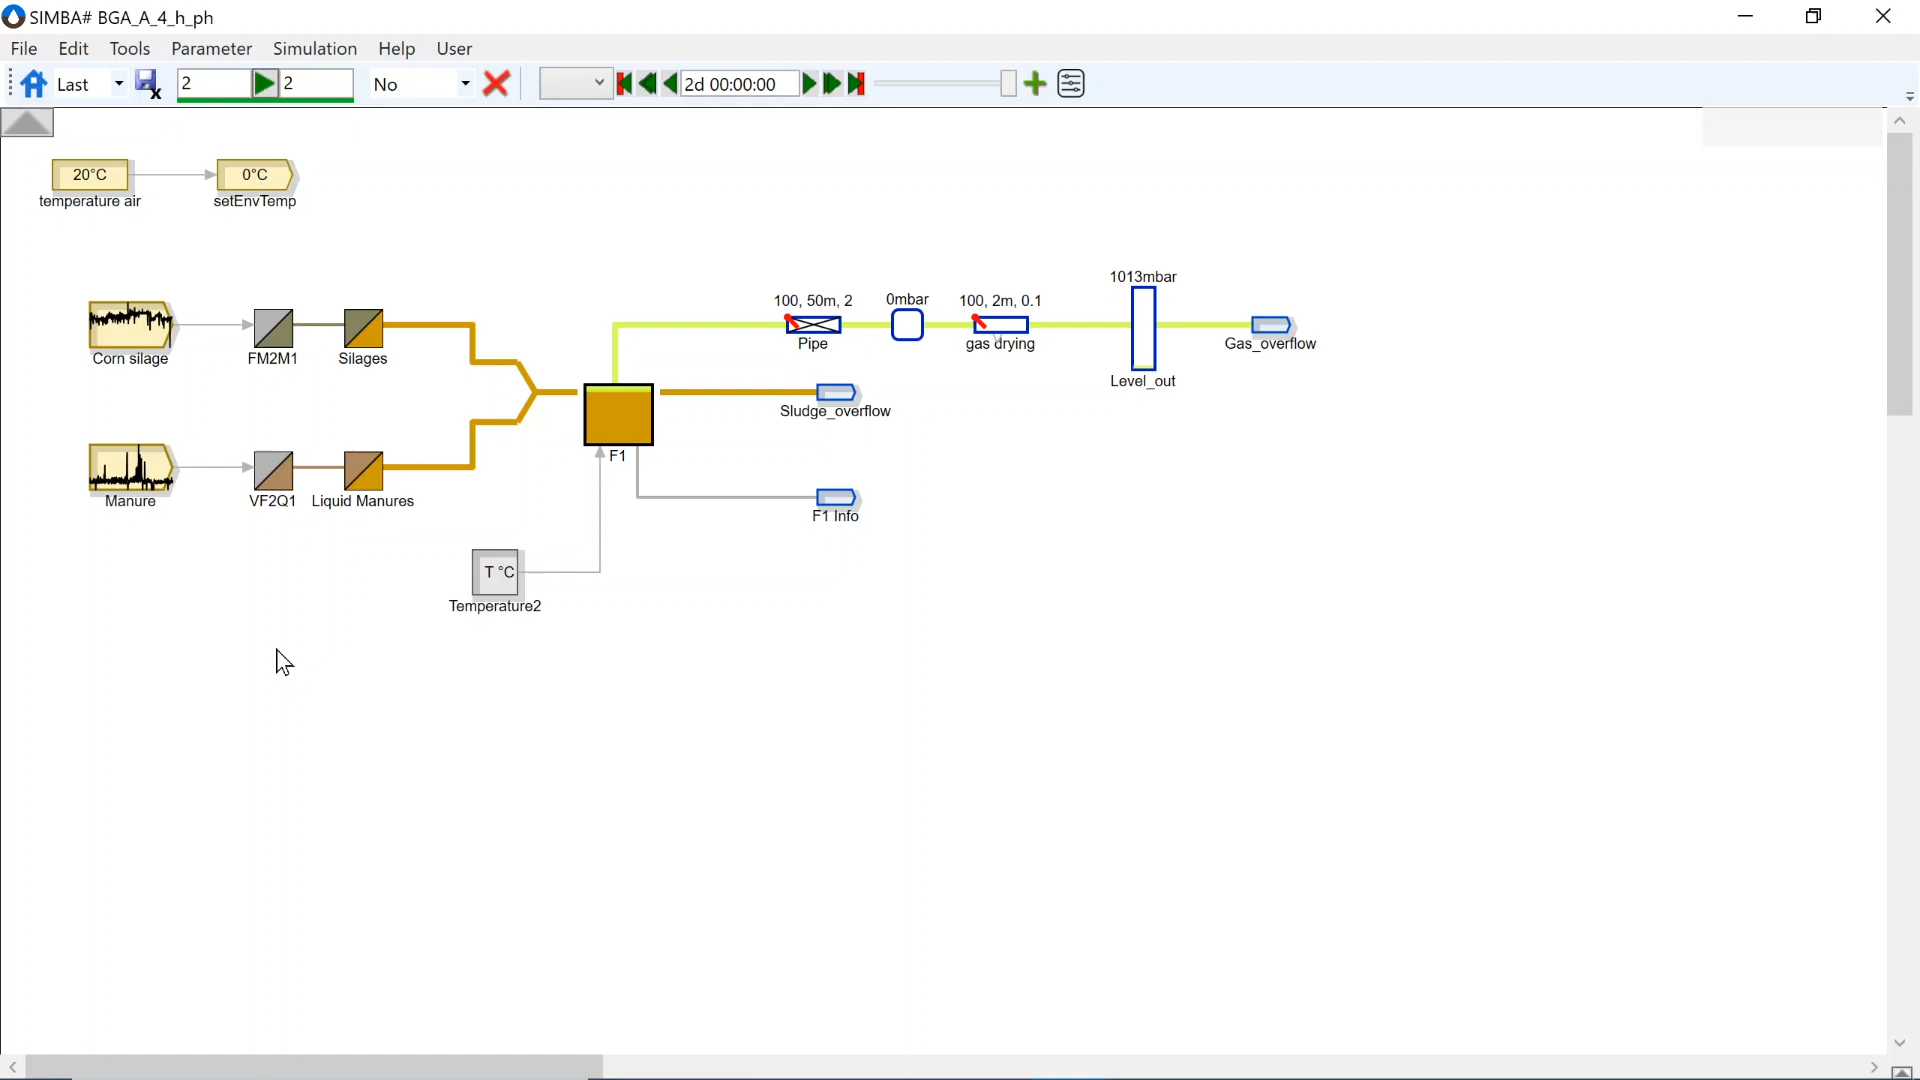 SIMBA# BGA_A_4_h_ph
File Edit Tools Parameter Simulation Help User
Last 2 2 No 2d 00:00:00
20°C 0°C
temperature air setEnvTemp
1013mbar
100, 50m, 2 0mbar 100, 2m, 0.1
Pipe gas drying Gas_overflow
Corn silage FM2M1 Silages
Level_out
Sludge_overflow
F1
Manure VF2Q1 Liquid Manures
F1 Info
T °C
Temperature2